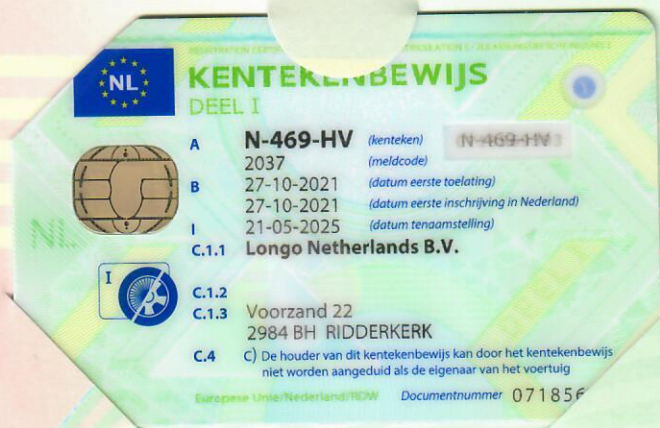 NL
KENTEKENBEWIJS
DEEL I
A N-469-HV (kenteken) N-469-HV
2037 (meldcode)
B 27-10-2021 (datum eerste toelating)
27-10-2021 (datum eerste inschrijving in Nederland)
I 21-05-2025 (datum tenaamstelling)
C.1.1 Longo Netherlands B.V.
NL
I
C.1.2
C.1.3 Voorzand 22
2984 BH RIDDERKERK
C.4 C) De houder van dit kentekenbewijs kan door het kentekenbewijs
niet worden aangeduid als de eigenaar van het voertuig
Europese Unie/Nederland/RDW Documentnummer 071856